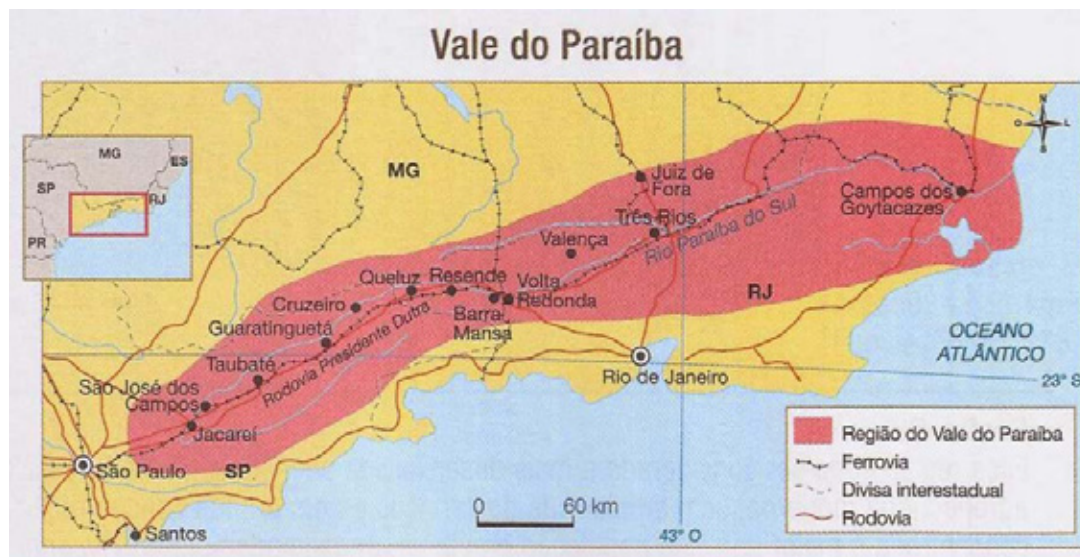 Vale do Paraíba
MG
ES
SP
RJ
PR
N
O
L
S
MG
Juiz de
Fora
Três Rios
Campos dos
Goytacazes
Rio Paraíba do Sul
Valença
Queluz
Resende
Volta
Redonda
Cruzeiro
Barra
Mansa
RJ
Guaratinguetá
Rodovia Presidente Dutra
Taubaté
OCEANO
ATLÂNTICO
Rio de Janeiro
23° S
São José dos
Campos
Jacareí
São Paulo
SP
Santos
0
60 km
43° O
Região do Vale do Paraíba
Ferrovia
Divisa interestadual
Rodovia